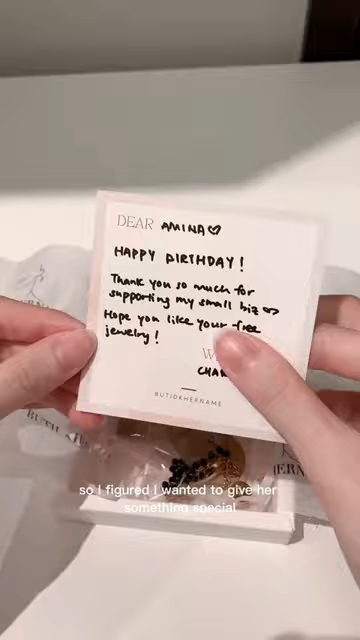 DEAR AMINA♡
HAPPY BIRTHDAY!
Thank you so much for
supporting my small biz ♡
Hope you like your free
jewelry!
BUTIDKHERNAME
so I figured I wanted to give her
something special